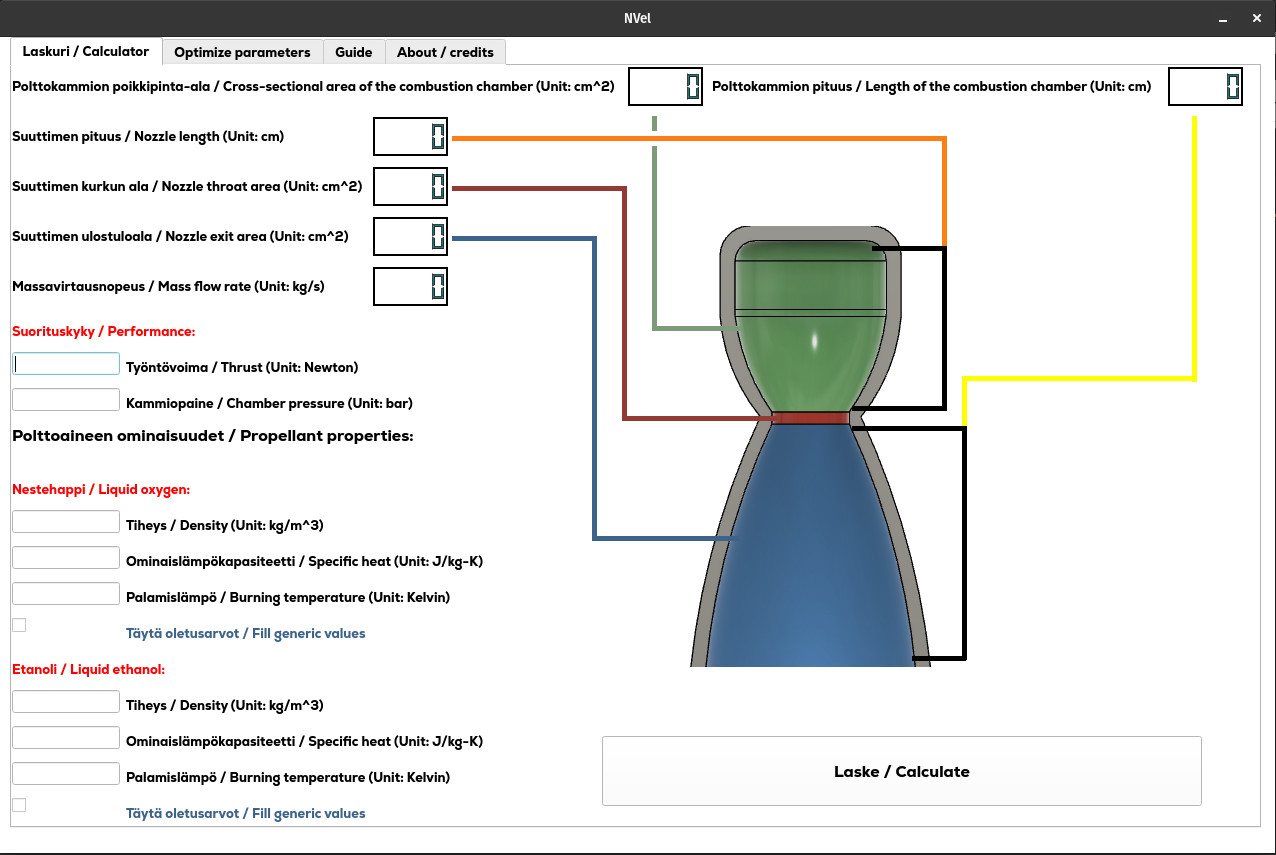 NVel
Laskuri / Calculator
Optimize parameters
Guide
About / credits
Polttokammion poikkipinta-ala / Cross-sectional area of the combustion chamber (Unit: cm^2)
0
Polttokammion pituus / Length of the combustion chamber (Unit: cm)
0
Suuttimen pituus / Nozzle length (Unit: cm)
0
Suuttimen kurkun ala / Nozzle throat area (Unit: cm^2)
0
Suuttimen ulostuloala / Nozzle exit area (Unit: cm^2)
0
Massavirtausnopeus / Mass flow rate (Unit: kg/s)
0
Suorituskyky / Performance:
Työntövoima / Thrust (Unit: Newton)
Kammiopaine / Chamber pressure (Unit: bar)
Polttoaineen ominaisuudet / Propellant properties:
Nestehappi / Liquid oxygen:
Tiheys / Density (Unit: kg/m^3)
Ominaislämpökapasiteetti / Specific heat (Unit: J/kg-K)
Palamislämpö / Burning temperature (Unit: Kelvin)
Täytä oletusarvot / Fill generic values
Etanoli / Liquid ethanol:
Tiheys / Density (Unit: kg/m^3)
Ominaislämpökapasiteetti / Specific heat (Unit: J/kg-K)
Palamislämpö / Burning temperature (Unit: Kelvin)
Täytä oletusarvot / Fill generic values
Laske / Calculate